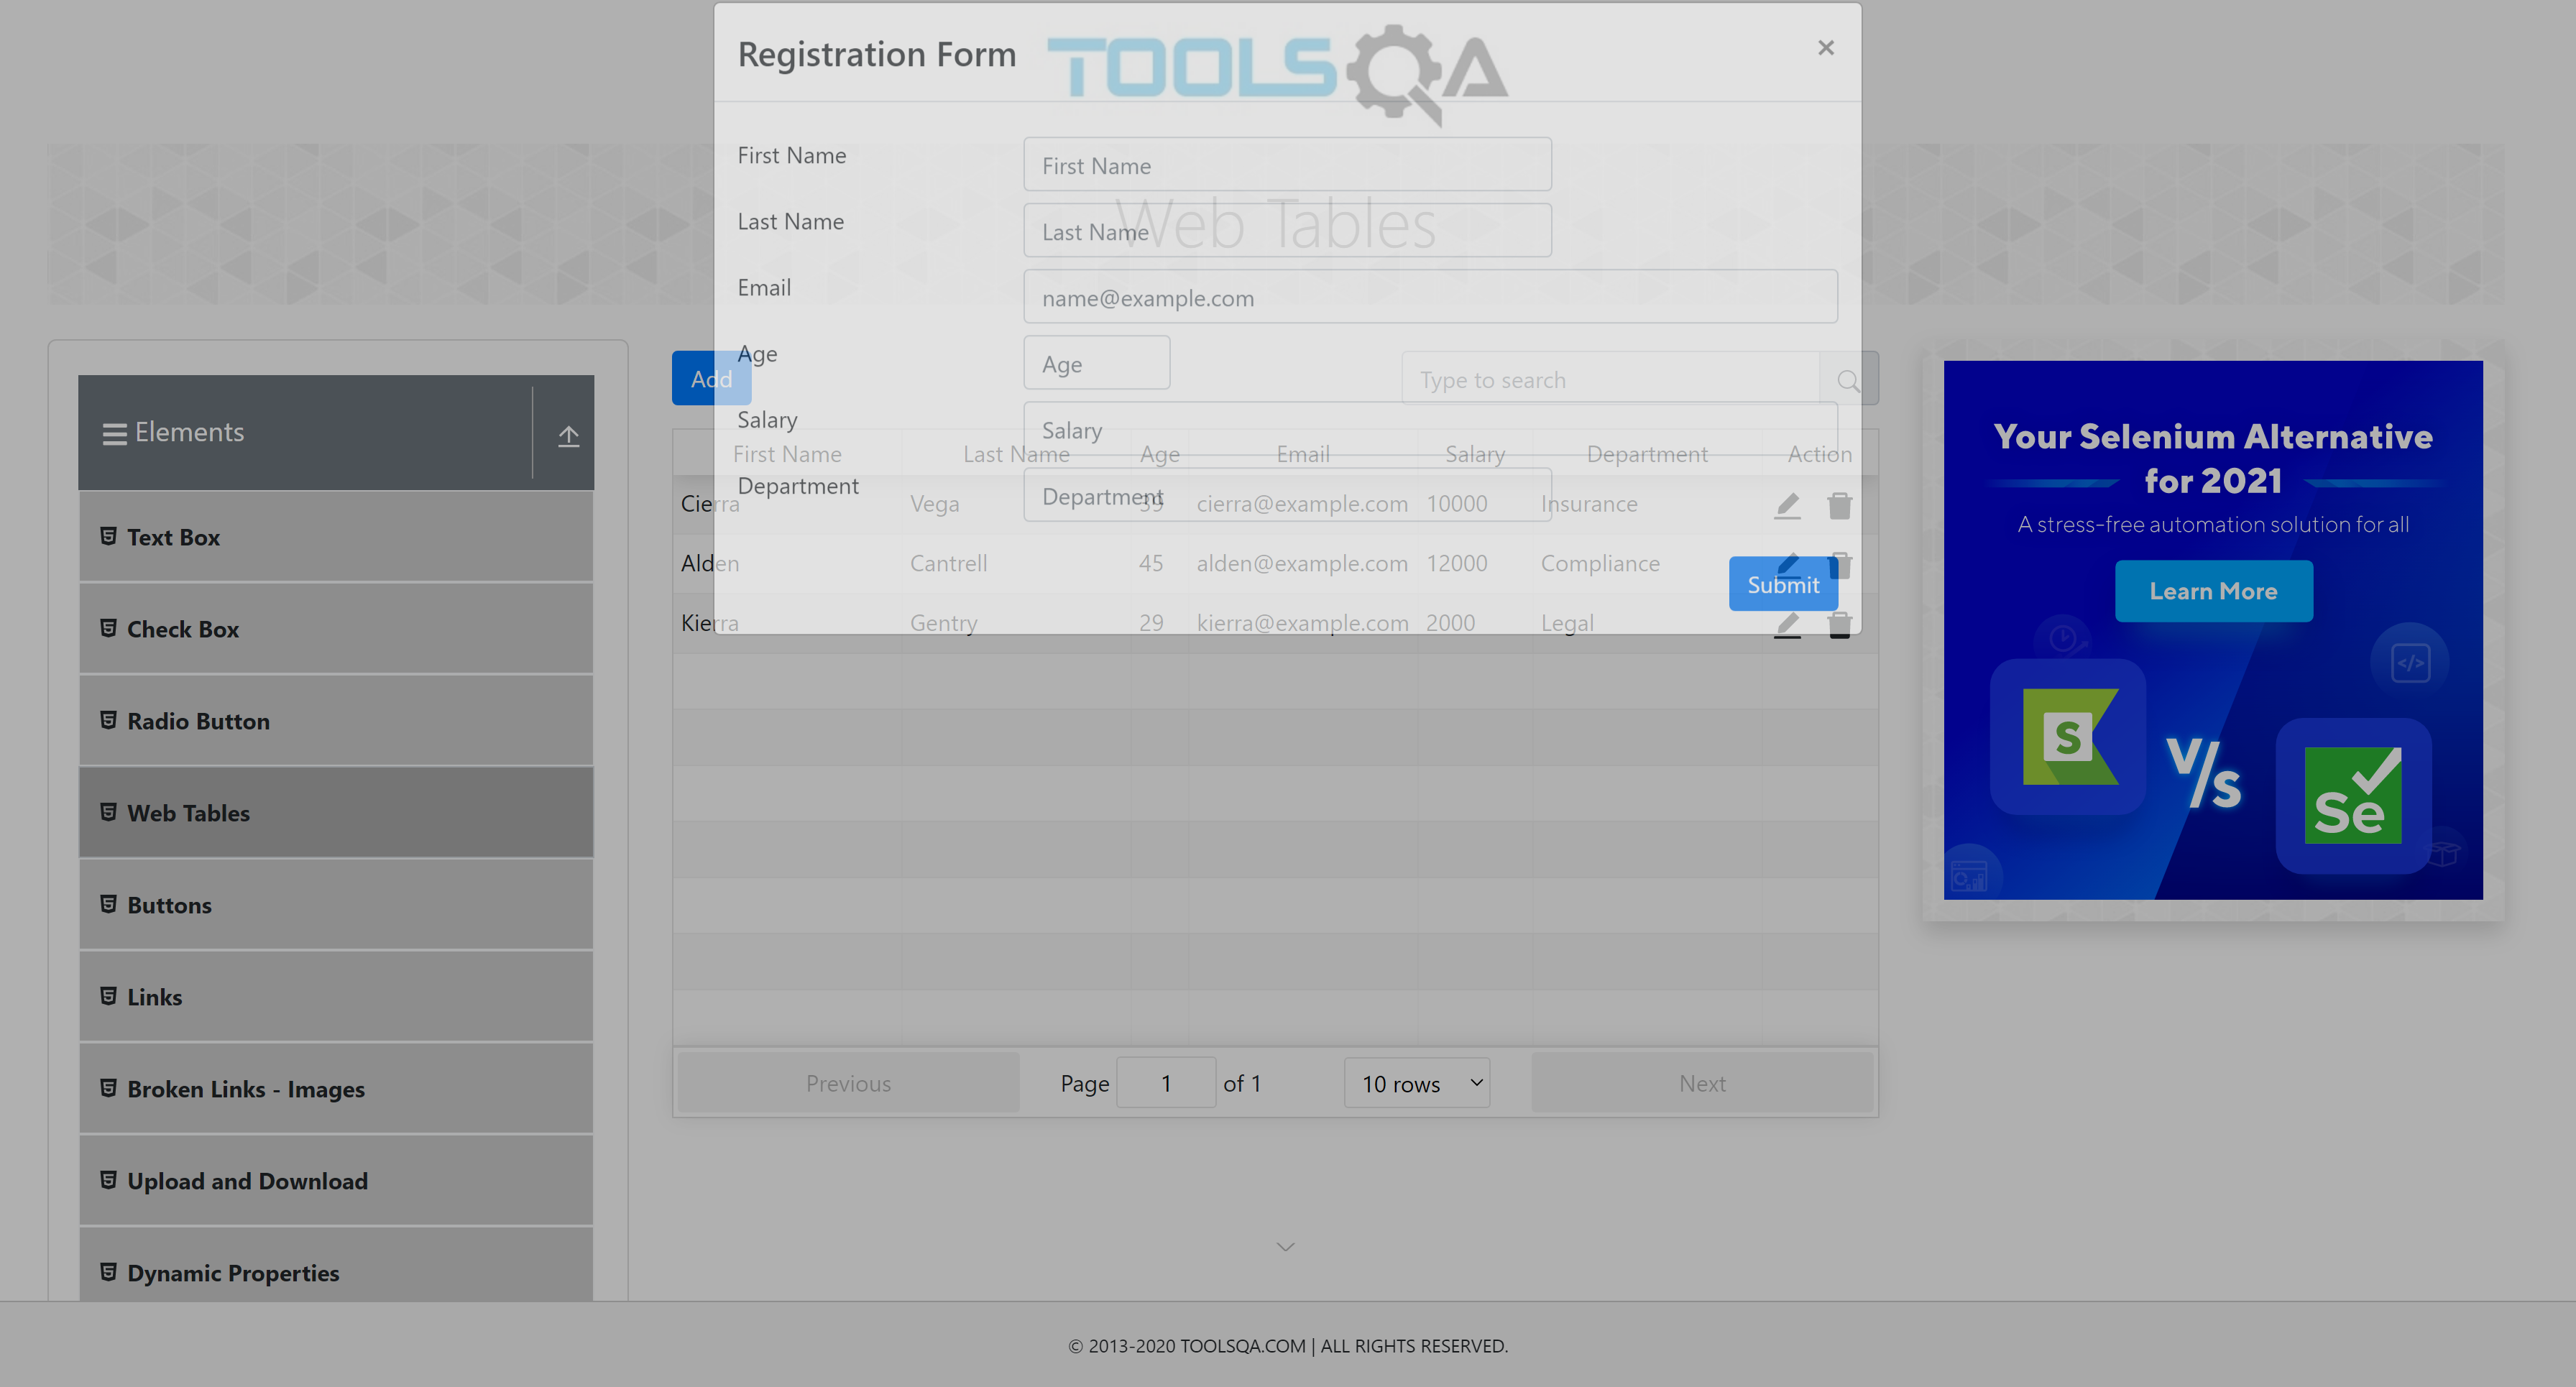 Registration Form
TOOLSQA
×
First Name
First Name
Last Name
Last Name
Web Tables
Email
name@example.com
Age
Age
Add
Type to search
Salary
Salary
First Name Last Name Age Email Salary Department Action
Department
Department
Cierra Vega 39 cierra@example.com 10000 Insurance
Alden Cantrell 45 alden@example.com 12000 Compliance
Submit
Kierra Gentry 29 kierra@example.com 2000 Legal
Previous
Page 1 of 1
10 rows
Next
Elements
Text Box
Check Box
Radio Button
Web Tables
Buttons
Links
Broken Links - Images
Upload and Download
Dynamic Properties
Your Selenium Alternative
for 2021
A stress-free automation solution for all
Learn More
</>
S
V/S
Se
© 2013-2020 TOOLSQA.COM | ALL RIGHTS RESERVED.